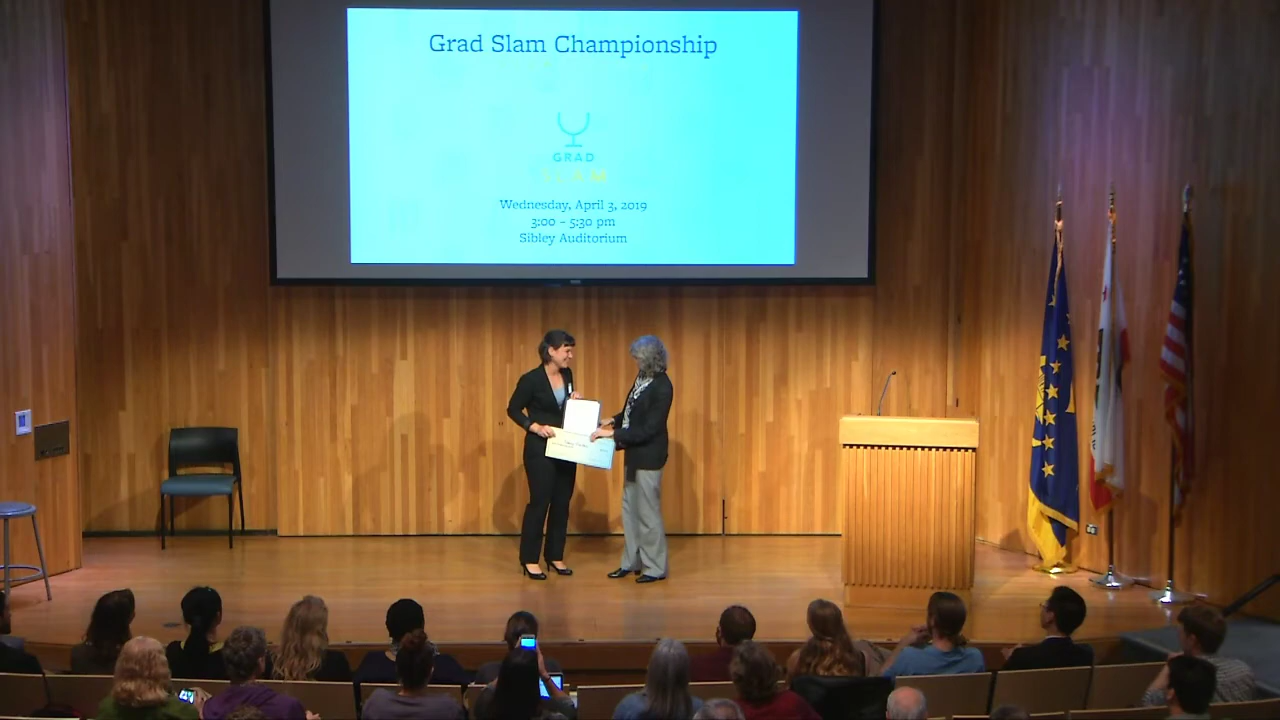 Grad Slam Championship
GRAD
SLAM
Wednesday, April 3, 2019
3:00 – 5:30 pm
Sibley Auditorium